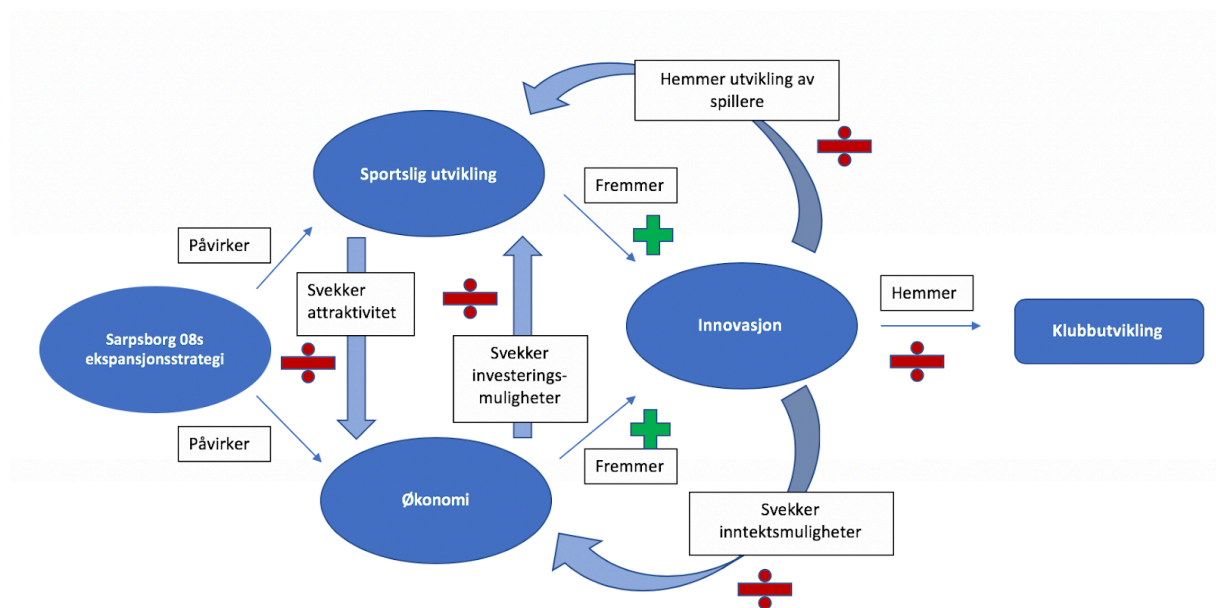 Hemmer utvikling av
spillere
Sportslig utvikling
Fremmer
Påvirker
Svekker
attraktivitet
Hemmer
Sarpsborg 08s
ekspansjonsstrategi
Innovasjon
Klubbutvikling
Svekker
investerings-
muligheter
Påvirker
Fremmer
Økonomi
Svekker
inntektsmuligheter